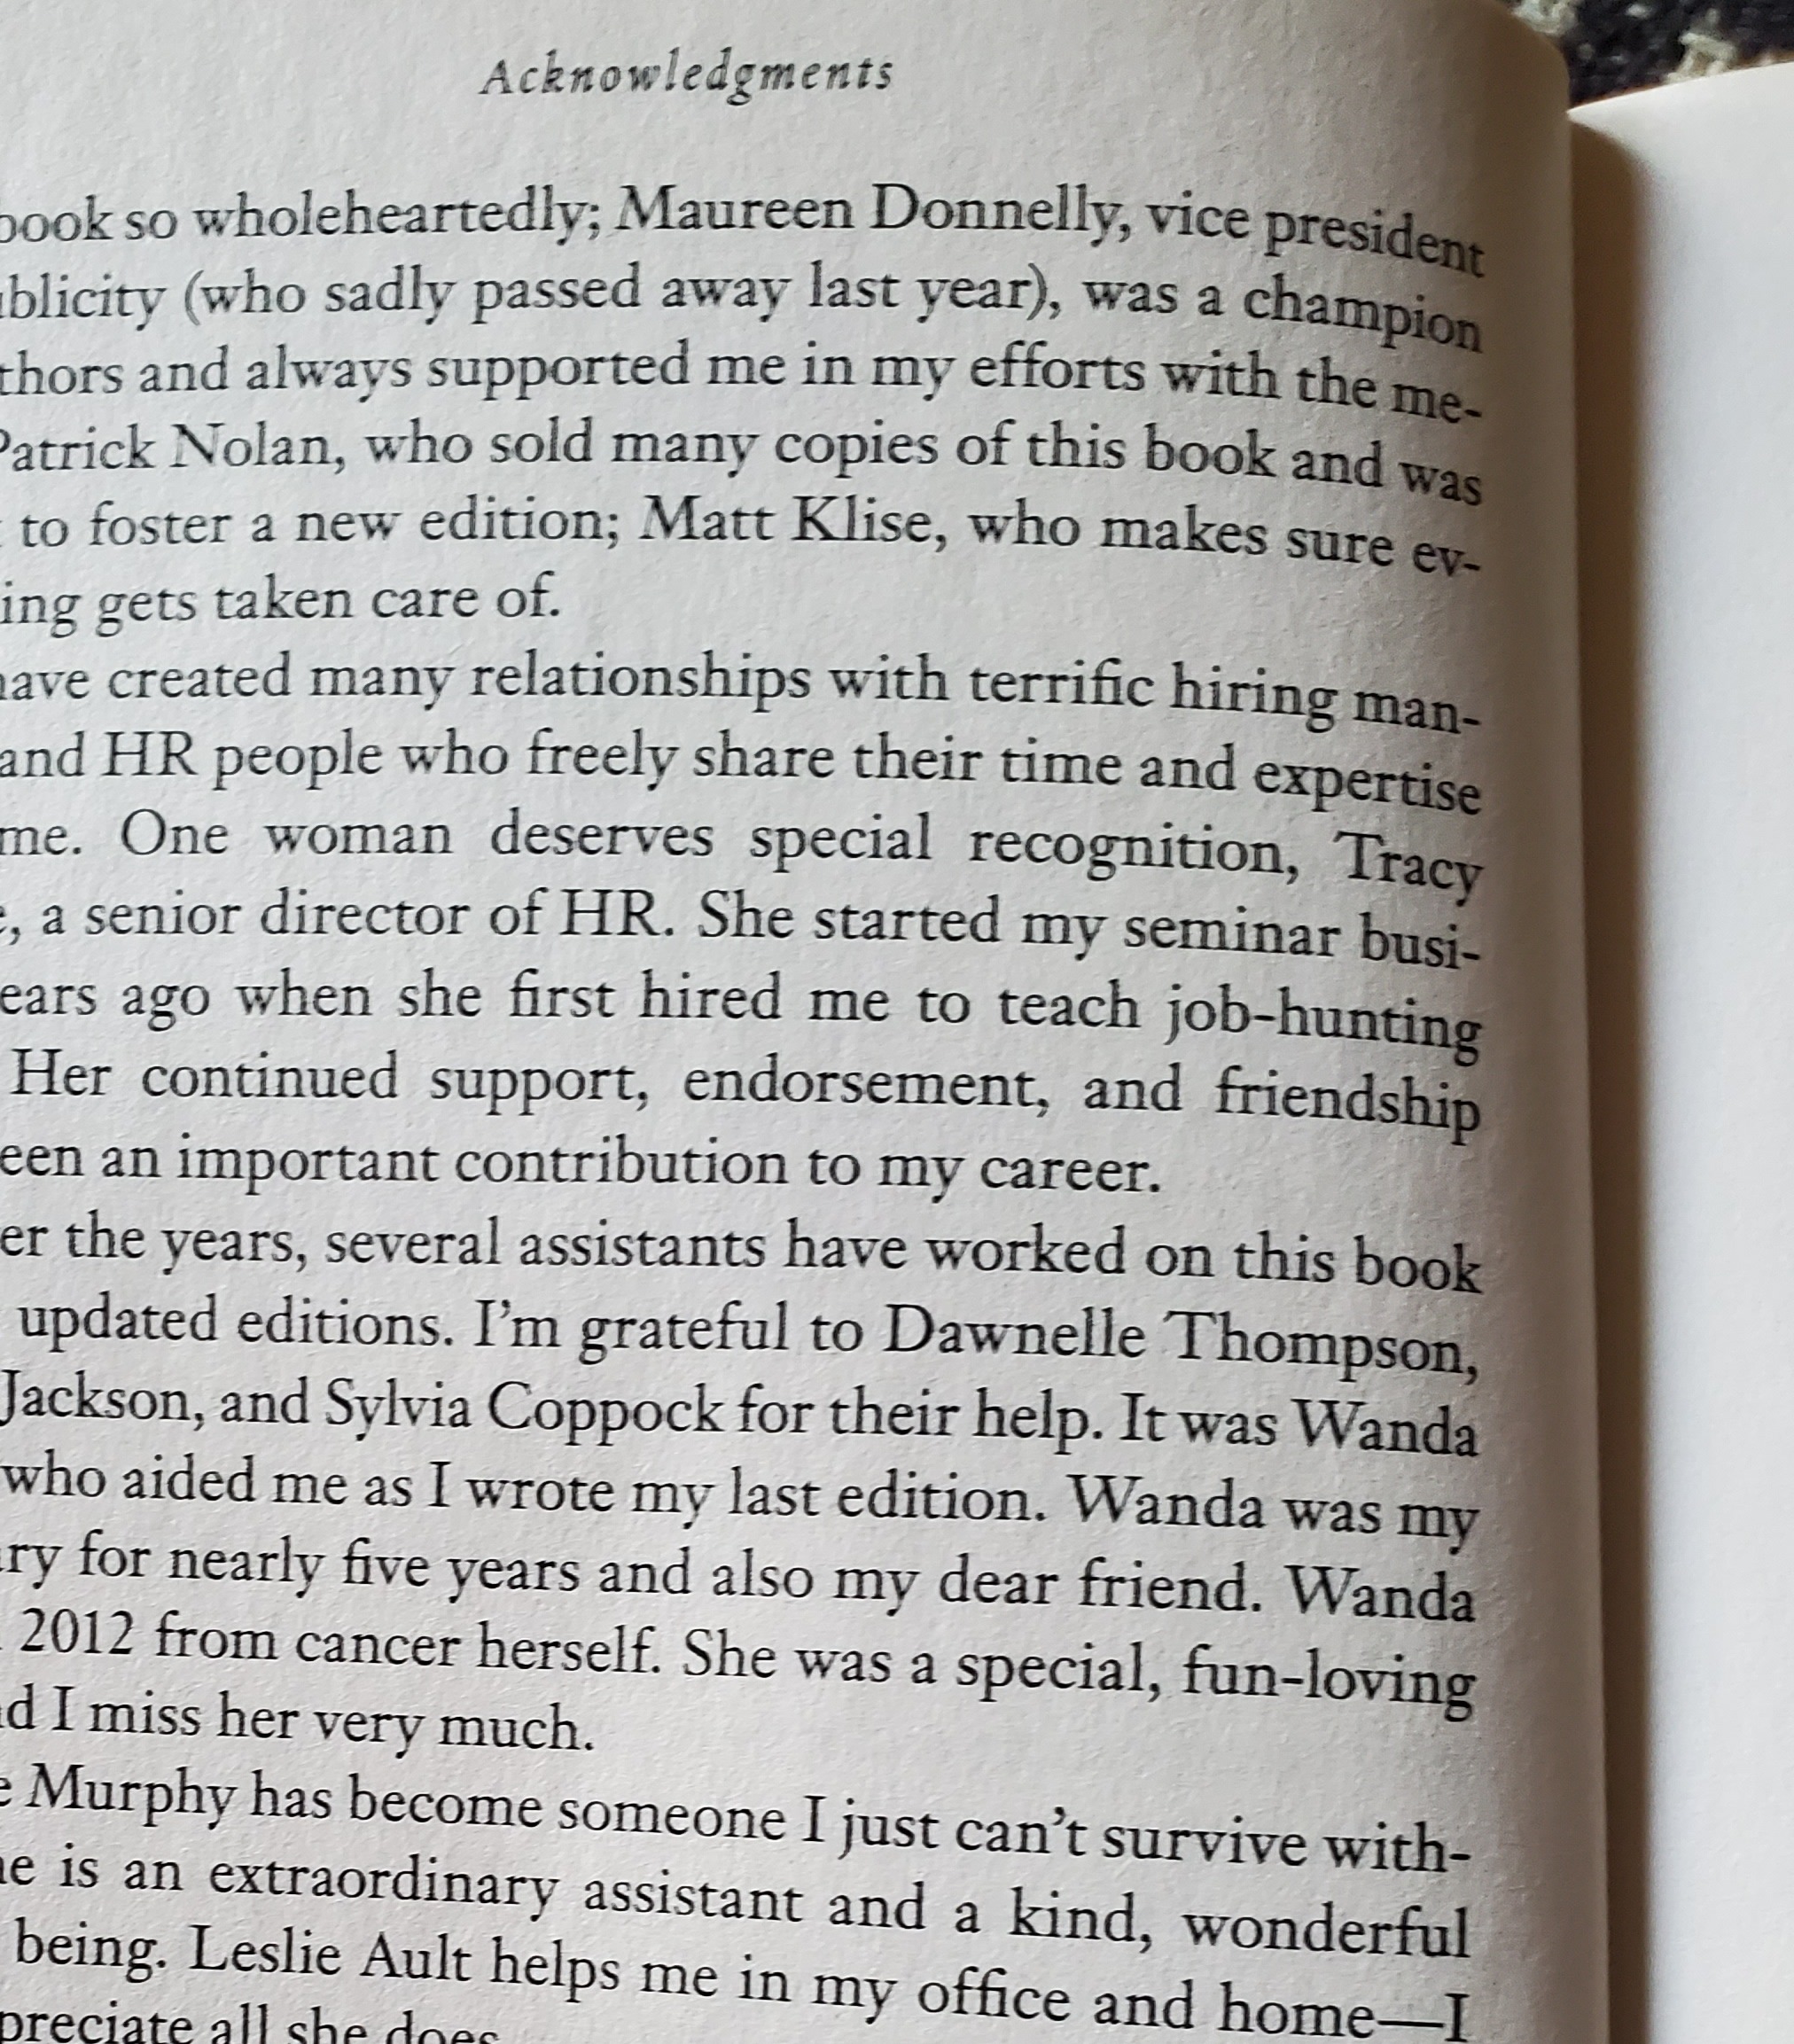 Acknowledgments
book so wholeheartedly; Maureen Donnelly, vice president
blicity (who sadly passed away last year), was a champion
thors and always supported me in my efforts with the me-
Patrick Nolan, who sold many copies of this book and was
to foster a new edition; Matt Klise, who makes sure ev-
ing gets taken care of.
have created many relationships with terrific hiring man-
and HR people who freely share their time and expertise
me. One woman deserves special recognition, Tracy
, a senior director of HR. She started my seminar busi-
ears ago when she first hired me to teach job-hunting
Her continued support, endorsement, and friendship
een an important contribution to my career.
er the years, several assistants have worked on this book
updated editions. I'm grateful to Dawnelle Thompson,
Jackson, and Sylvia Coppock for their help. It was Wanda
who aided me as I wrote my last edition. Wanda was my
ry for nearly five years and also my dear friend. Wanda
2012 from cancer herself. She was a special, fun-loving
d I miss her very much.
e Murphy has become someone I just can't survive with-
e is an extraordinary assistant and a kind, wonderful
being. Leslie Ault helps me in my office and home—I
preciate all she does.